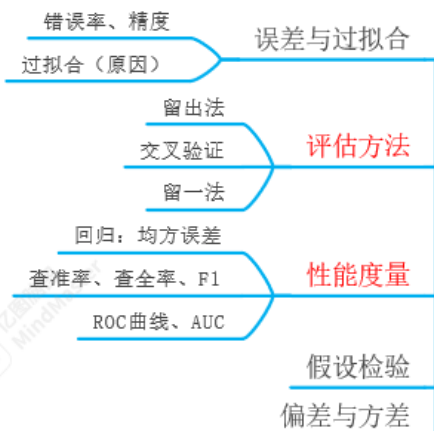 错误率、精度
误差与过拟合
过拟合（原因）
留出法
交叉验证
评估方法
留一法
回归：均方误差
查准率、查全率、F1
性能度量
ROC曲线、AUC
假设检验
偏差与方差
MindMaster